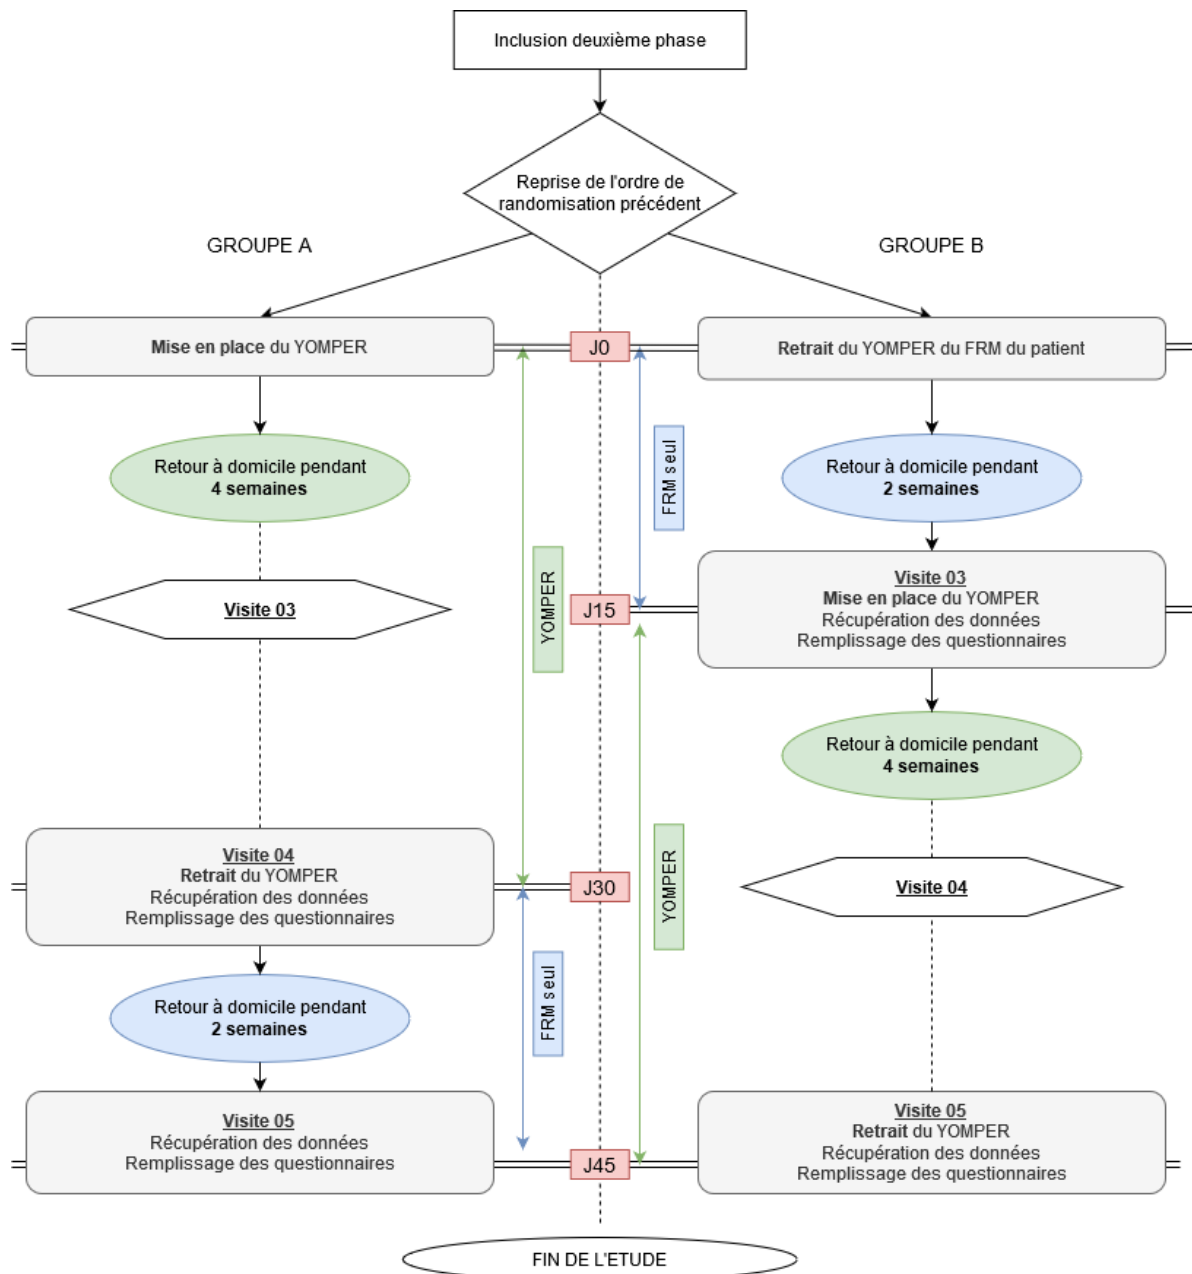 Inclusion deuxième phase
Reprise de l'ordre de
randomisation précédent
GROUPE A
GROUPE B
Mise en place du YOMPER
J0
Retrait du YOMPER du FRM du patient
Retour à domicile pendant
4 semaines
FRM seul
Retour à domicile pendant
2 semaines
Visite 03
YOMPER
J15
Visite 03
Mise en place du YOMPER
Récupération des données
Remplissage des questionnaires
Retour à domicile pendant
4 semaines
Visite 04
Retrait du YOMPER
Récupération des données
Remplissage des questionnaires
J30
YOMPER
Visite 04
Retour à domicile pendant
2 semaines
FRM seul
Visite 05
Récupération des données
Remplissage des questionnaires
J45
Visite 05
Retrait du YOMPER
Récupération des données
Remplissage des questionnaires
FIN DE L'ETUDE